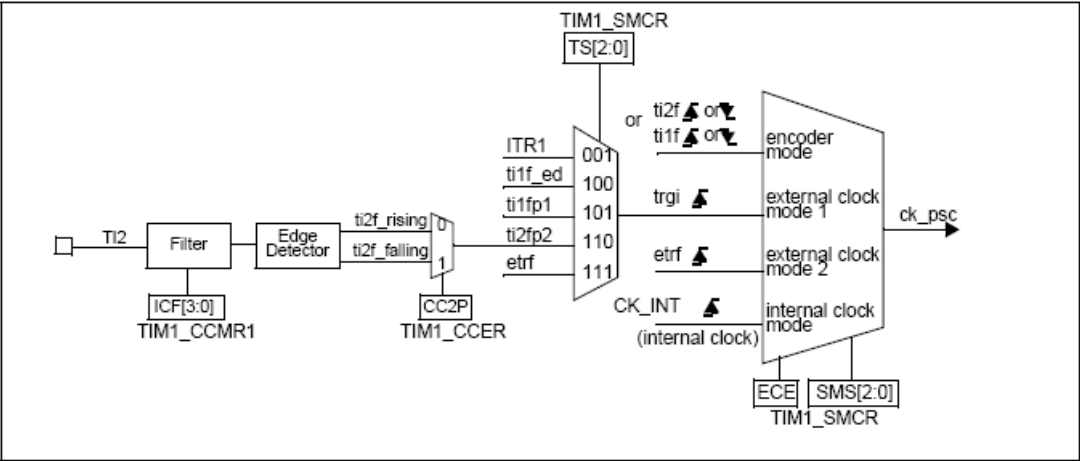 TIM1_SMCR
TS[2:0]
or
ti2f or
ti1f or
encoder
mode
ITR1
001
ti1f_ed
100
ti1fp1
101
trgi
external clock
mode 1
ck_psc
TI2
Filter
Edge
Detector
ti2f_rising
ti2f_falling
0
1
ti2fp2
110
etrf
111
etrf
external clock
mode 2
CK_INT
(internal clock)
internal clock
mode
ICF[3:0]
TIM1_CCMR1
CC2P
TIM1_CCER
ECE
SMS[2:0]
TIM1_SMCR